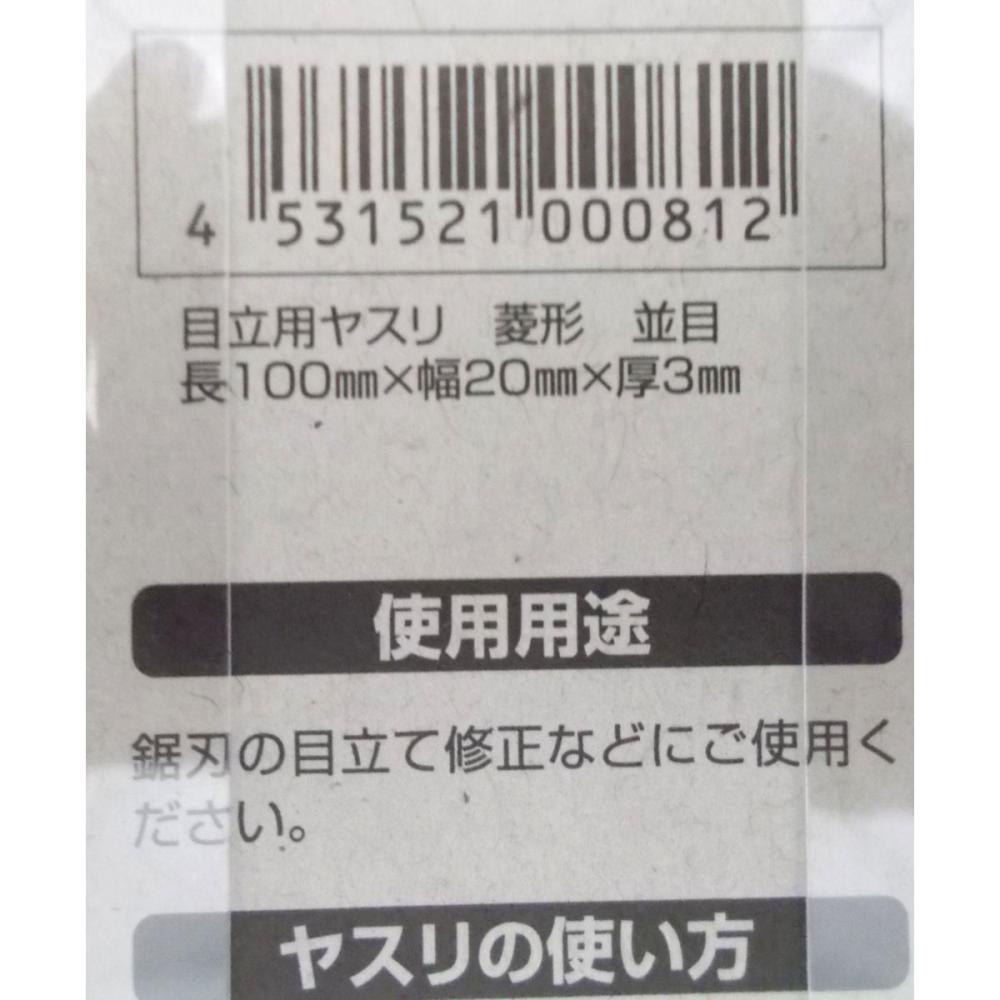 4 531521 000812
目立用ヤスリ　菱形　並目
長100㎜×幅20㎜×厚3㎜
使用用途
鋸刃の目立て修正などにご使用く
ださい。
ヤスリの使い方